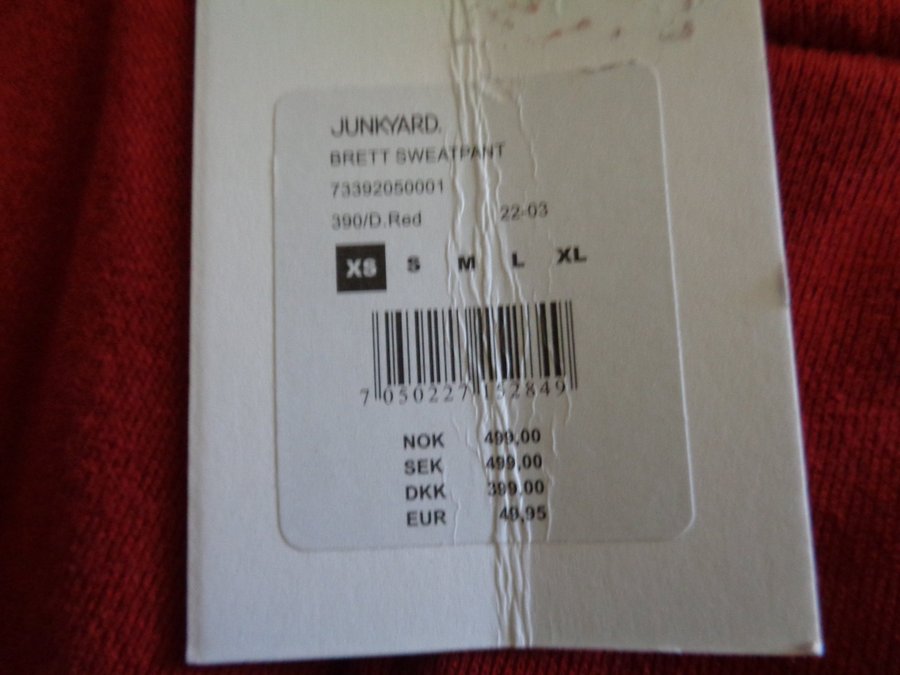 JUNKYARD.
BRETT SWEATPANT
73392050001
390/D.Red 22-03
XS S M L XL
7 050227 152849
NOK 499,00
SEK 499,00
DKK 399,00
EUR 49,95